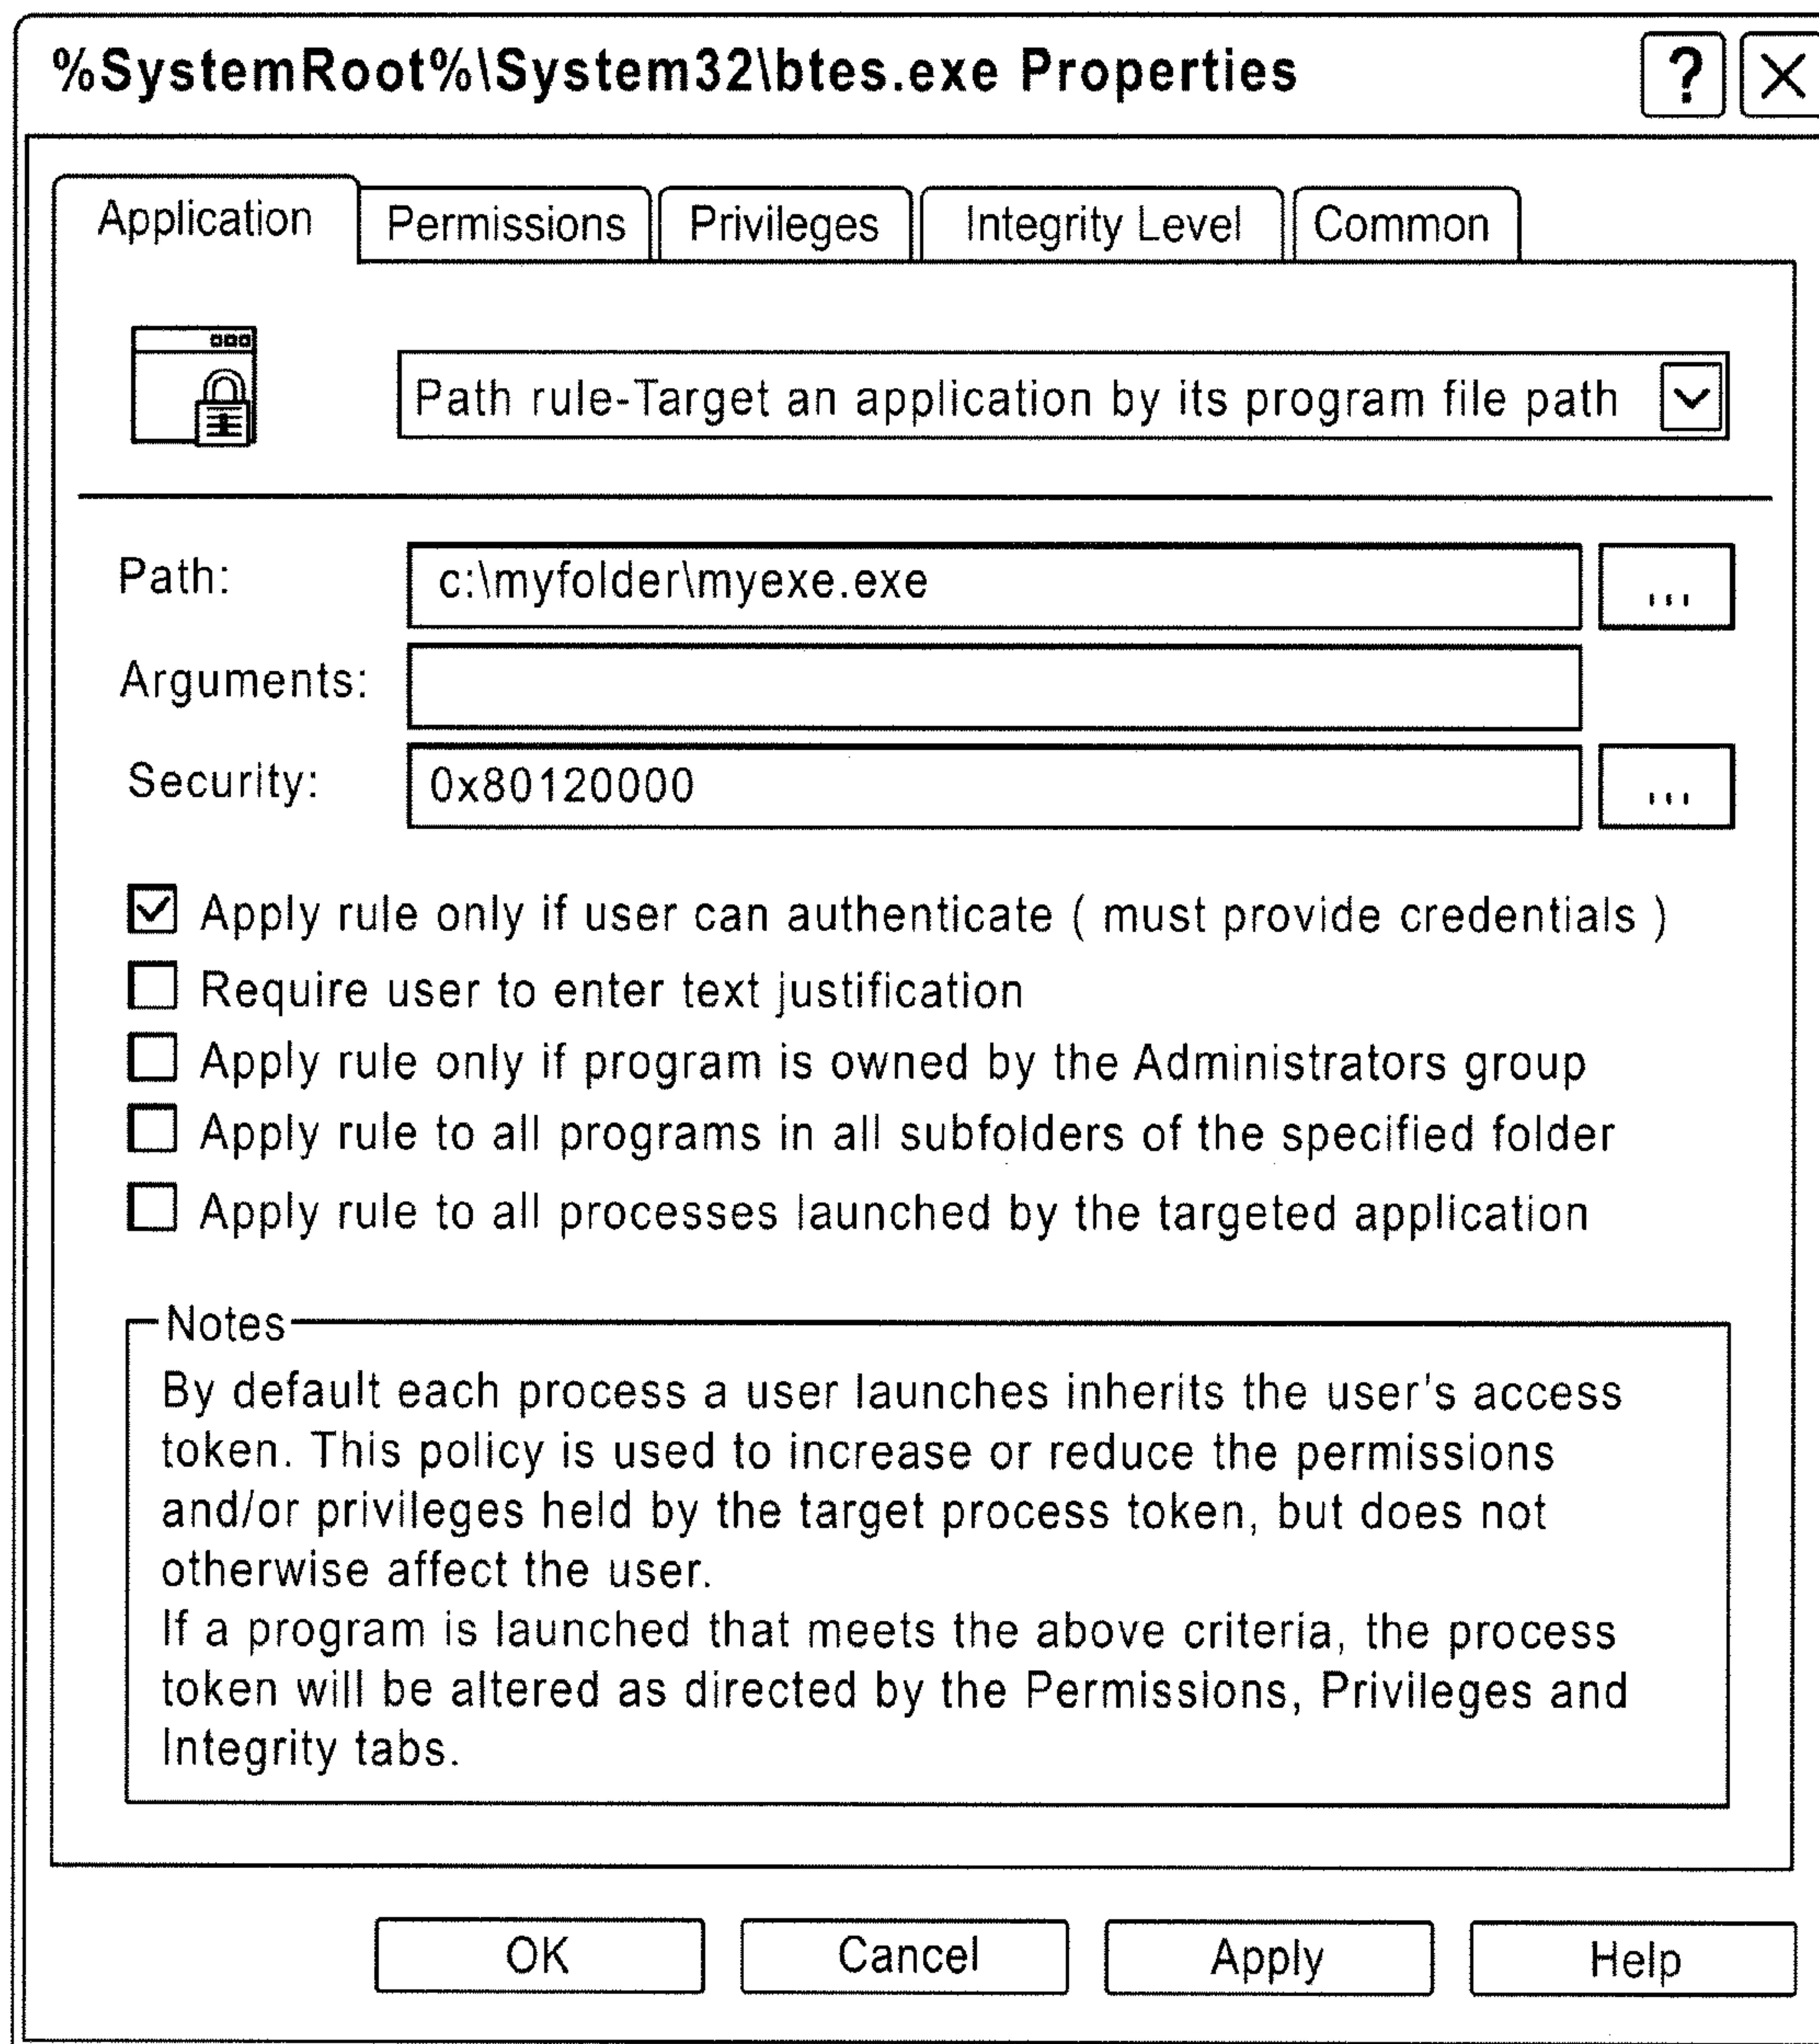 %SystemRoot%\System32\btes.exe Properties ? X
Application Permissions Privileges Integrity Level Common
Path rule-Target an application by its program file path
Path: c:\myfolder\myexe.exe ...
Arguments:
Security: 0x80120000 ...
Apply rule only if user can authenticate ( must provide credentials )
Require user to enter text justification
Apply rule only if program is owned by the Administrators group
Apply rule to all programs in all subfolders of the specified folder
Apply rule to all processes launched by the targeted application
Notes
By default each process a user launches inherits the user's access
token. This policy is used to increase or reduce the permissions
and/or privileges held by the target process token, but does not
otherwise affect the user.
If a program is launched that meets the above criteria, the process
token will be altered as directed by the Permissions, Privileges and
Integrity tabs.
OK Cancel Apply Help